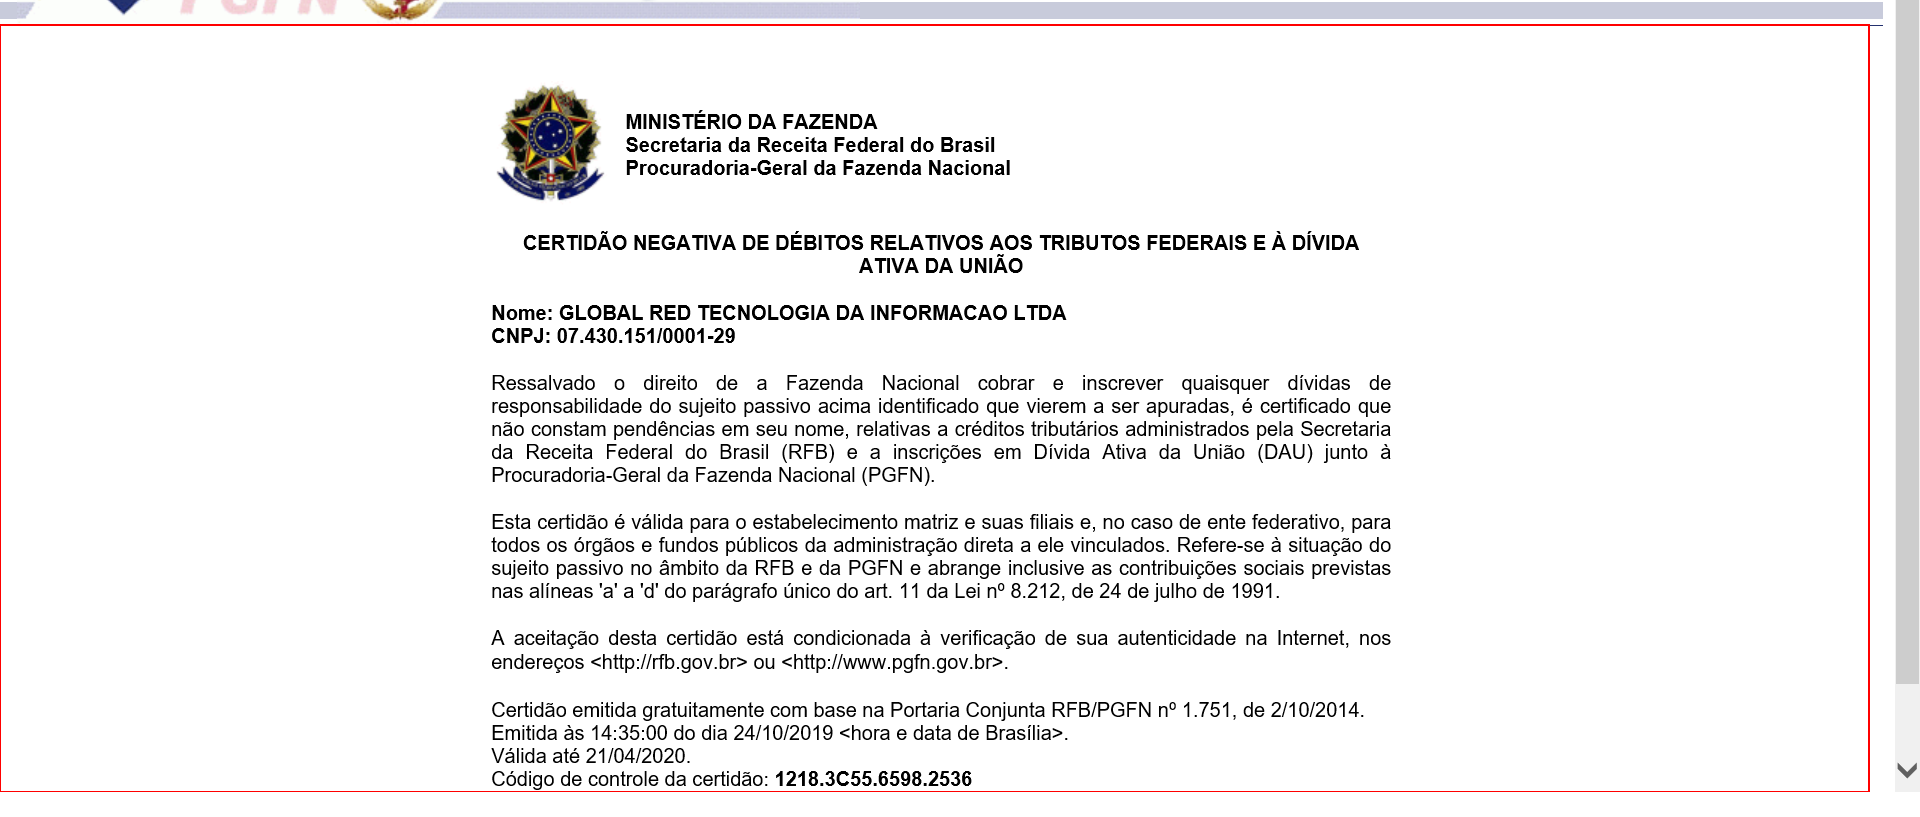 PGFN
MINISTÉRIO DA FAZENDA
Secretaria da Receita Federal do Brasil
Procuradoria-Geral da Fazenda Nacional
CERTIDÃO NEGATIVA DE DÉBITOS RELATIVOS AOS TRIBUTOS FEDERAIS E À DÍVIDA
ATIVA DA UNIÃO
Nome: GLOBAL RED TECNOLOGIA DA INFORMACAO LTDA
CNPJ: 07.430.151/0001-29
Ressalvado o direito de a Fazenda Nacional cobrar e inscrever quaisquer dívidas de
responsabilidade do sujeito passivo acima identificado que vierem a ser apuradas, é certificado que
não constam pendências em seu nome, relativas a créditos tributários administrados pela Secretaria
da Receita Federal do Brasil (RFB) e a inscrições em Dívida Ativa da União (DAU) junto à
Procuradoria-Geral da Fazenda Nacional (PGFN).
Esta certidão é válida para o estabelecimento matriz e suas filiais e, no caso de ente federativo, para
todos os órgãos e fundos públicos da administração direta a ele vinculados. Refere-se à situação do
sujeito passivo no âmbito da RFB e da PGFN e abrange inclusive as contribuições sociais previstas
nas alíneas 'a' a 'd' do parágrafo único do art. 11 da Lei nº 8.212, de 24 de julho de 1991.
A aceitação desta certidão está condicionada à verificação de sua autenticidade na Internet, nos
endereços <http://rfb.gov.br> ou <http://www.pgfn.gov.br>.
Certidão emitida gratuitamente com base na Portaria Conjunta RFB/PGFN nº 1.751, de 2/10/2014.
Emitida às 14:35:00 do dia 24/10/2019 <hora e data de Brasília>.
Válida até 21/04/2020.
Código de controle da certidão: 1218.3C55.6598.2536